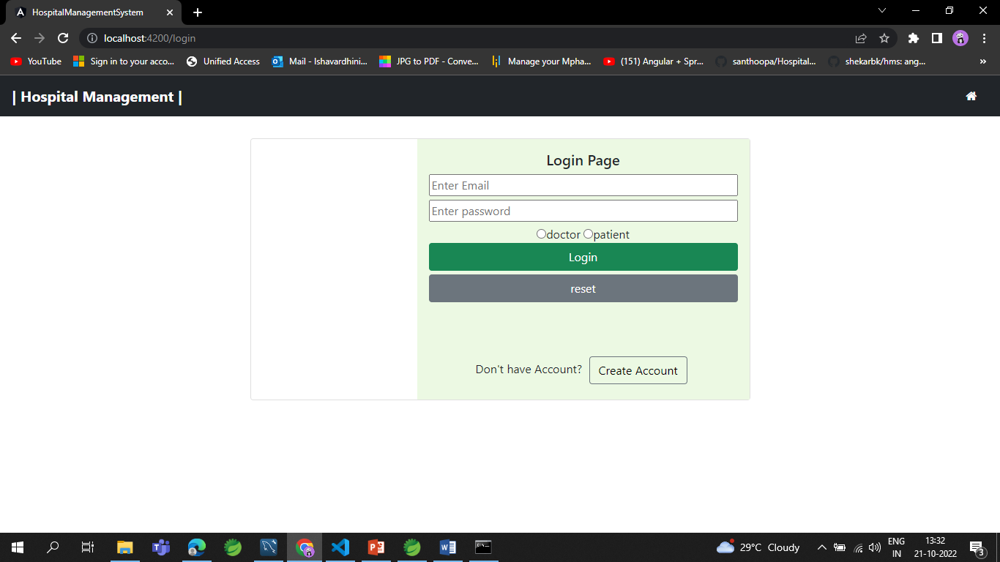 HospitalManagementSystem
localhost:4200/login
YouTube Sign in to your acco... Unified Access Mail - Ishavardhini... JPG to PDF - Conve... Manage your Mpha... (151) Angular + Spr... santhoopa/Hospital... shekarbk/hms: ang... »
| Hospital Management |
Login Page
Enter Email
Enter password
doctor patient
Login
reset
Don't have Account? Create Account
29°C Cloudy ENG IN 13:32 21-10-2022 3